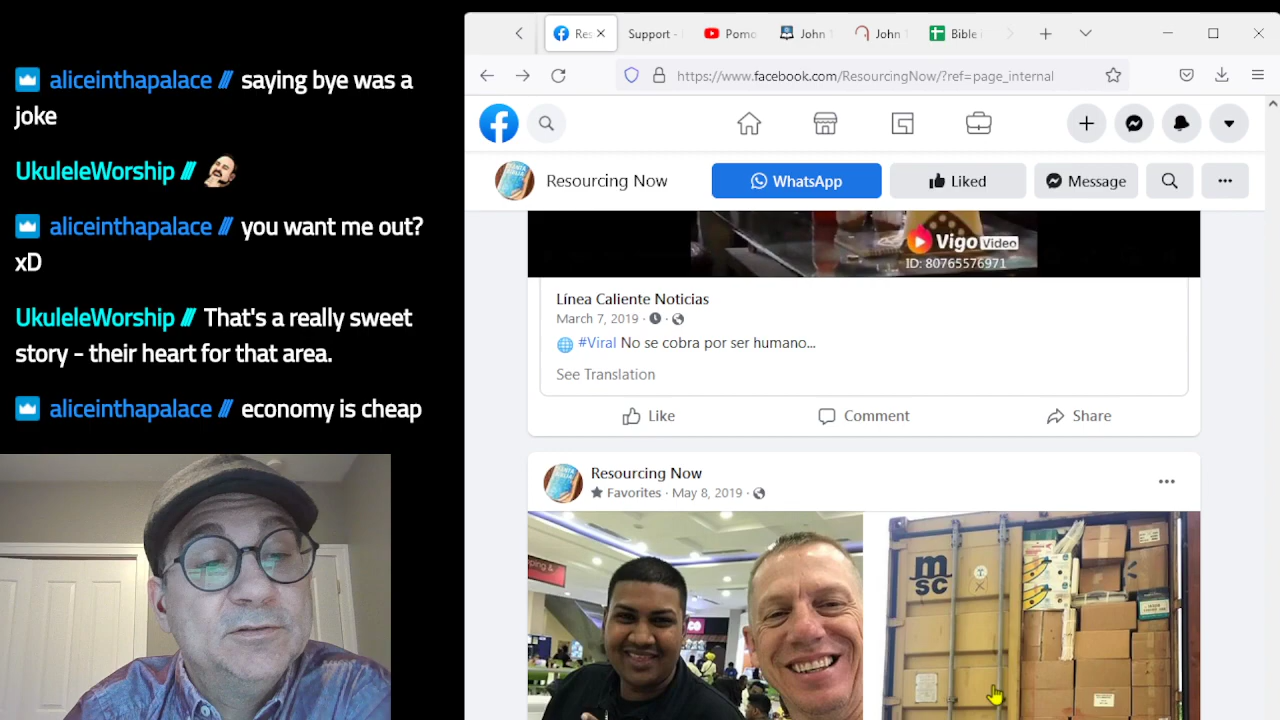 aliceinthapalace /// saying bye was a
joke
UkuleleWorship ///
aliceinthapalace /// you want me out?
xD
UkuleleWorship /// That's a really sweet
story - their heart for that area.
aliceinthapalace /// economy is cheap
Res
Support -
Pomo
John
John
Bible
https://www.facebook.com/ResourcingNow/?ref=page_internal
Resourcing Now
WhatsApp
Liked
Message
Vigo Video
ID: 80765576971
Línea Caliente Noticias
March 7, 2019
#Viral No se cobra por ser humano...
See Translation
Like
Comment
Share
Resourcing Now
Favorites · May 8, 2019
msc